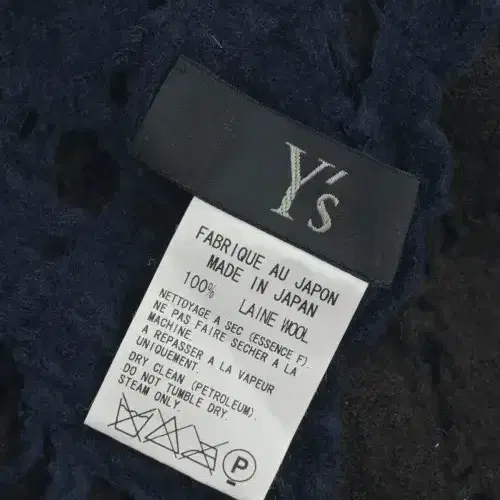 Y's
FABRIQUE AU JAPON
MADE IN JAPAN
100% LAINE WOOL
NETTOYAGE A SEC (ESSENCE F).
NE PAS FAIRE SECHER A LA
MACHINE.
A REPASSER A LA VAPEUR
UNIQUEMENT.
DRY CLEAN (PETROLEUM).
DO NOT TUMBLE DRY.
STEAM ONLY.
P